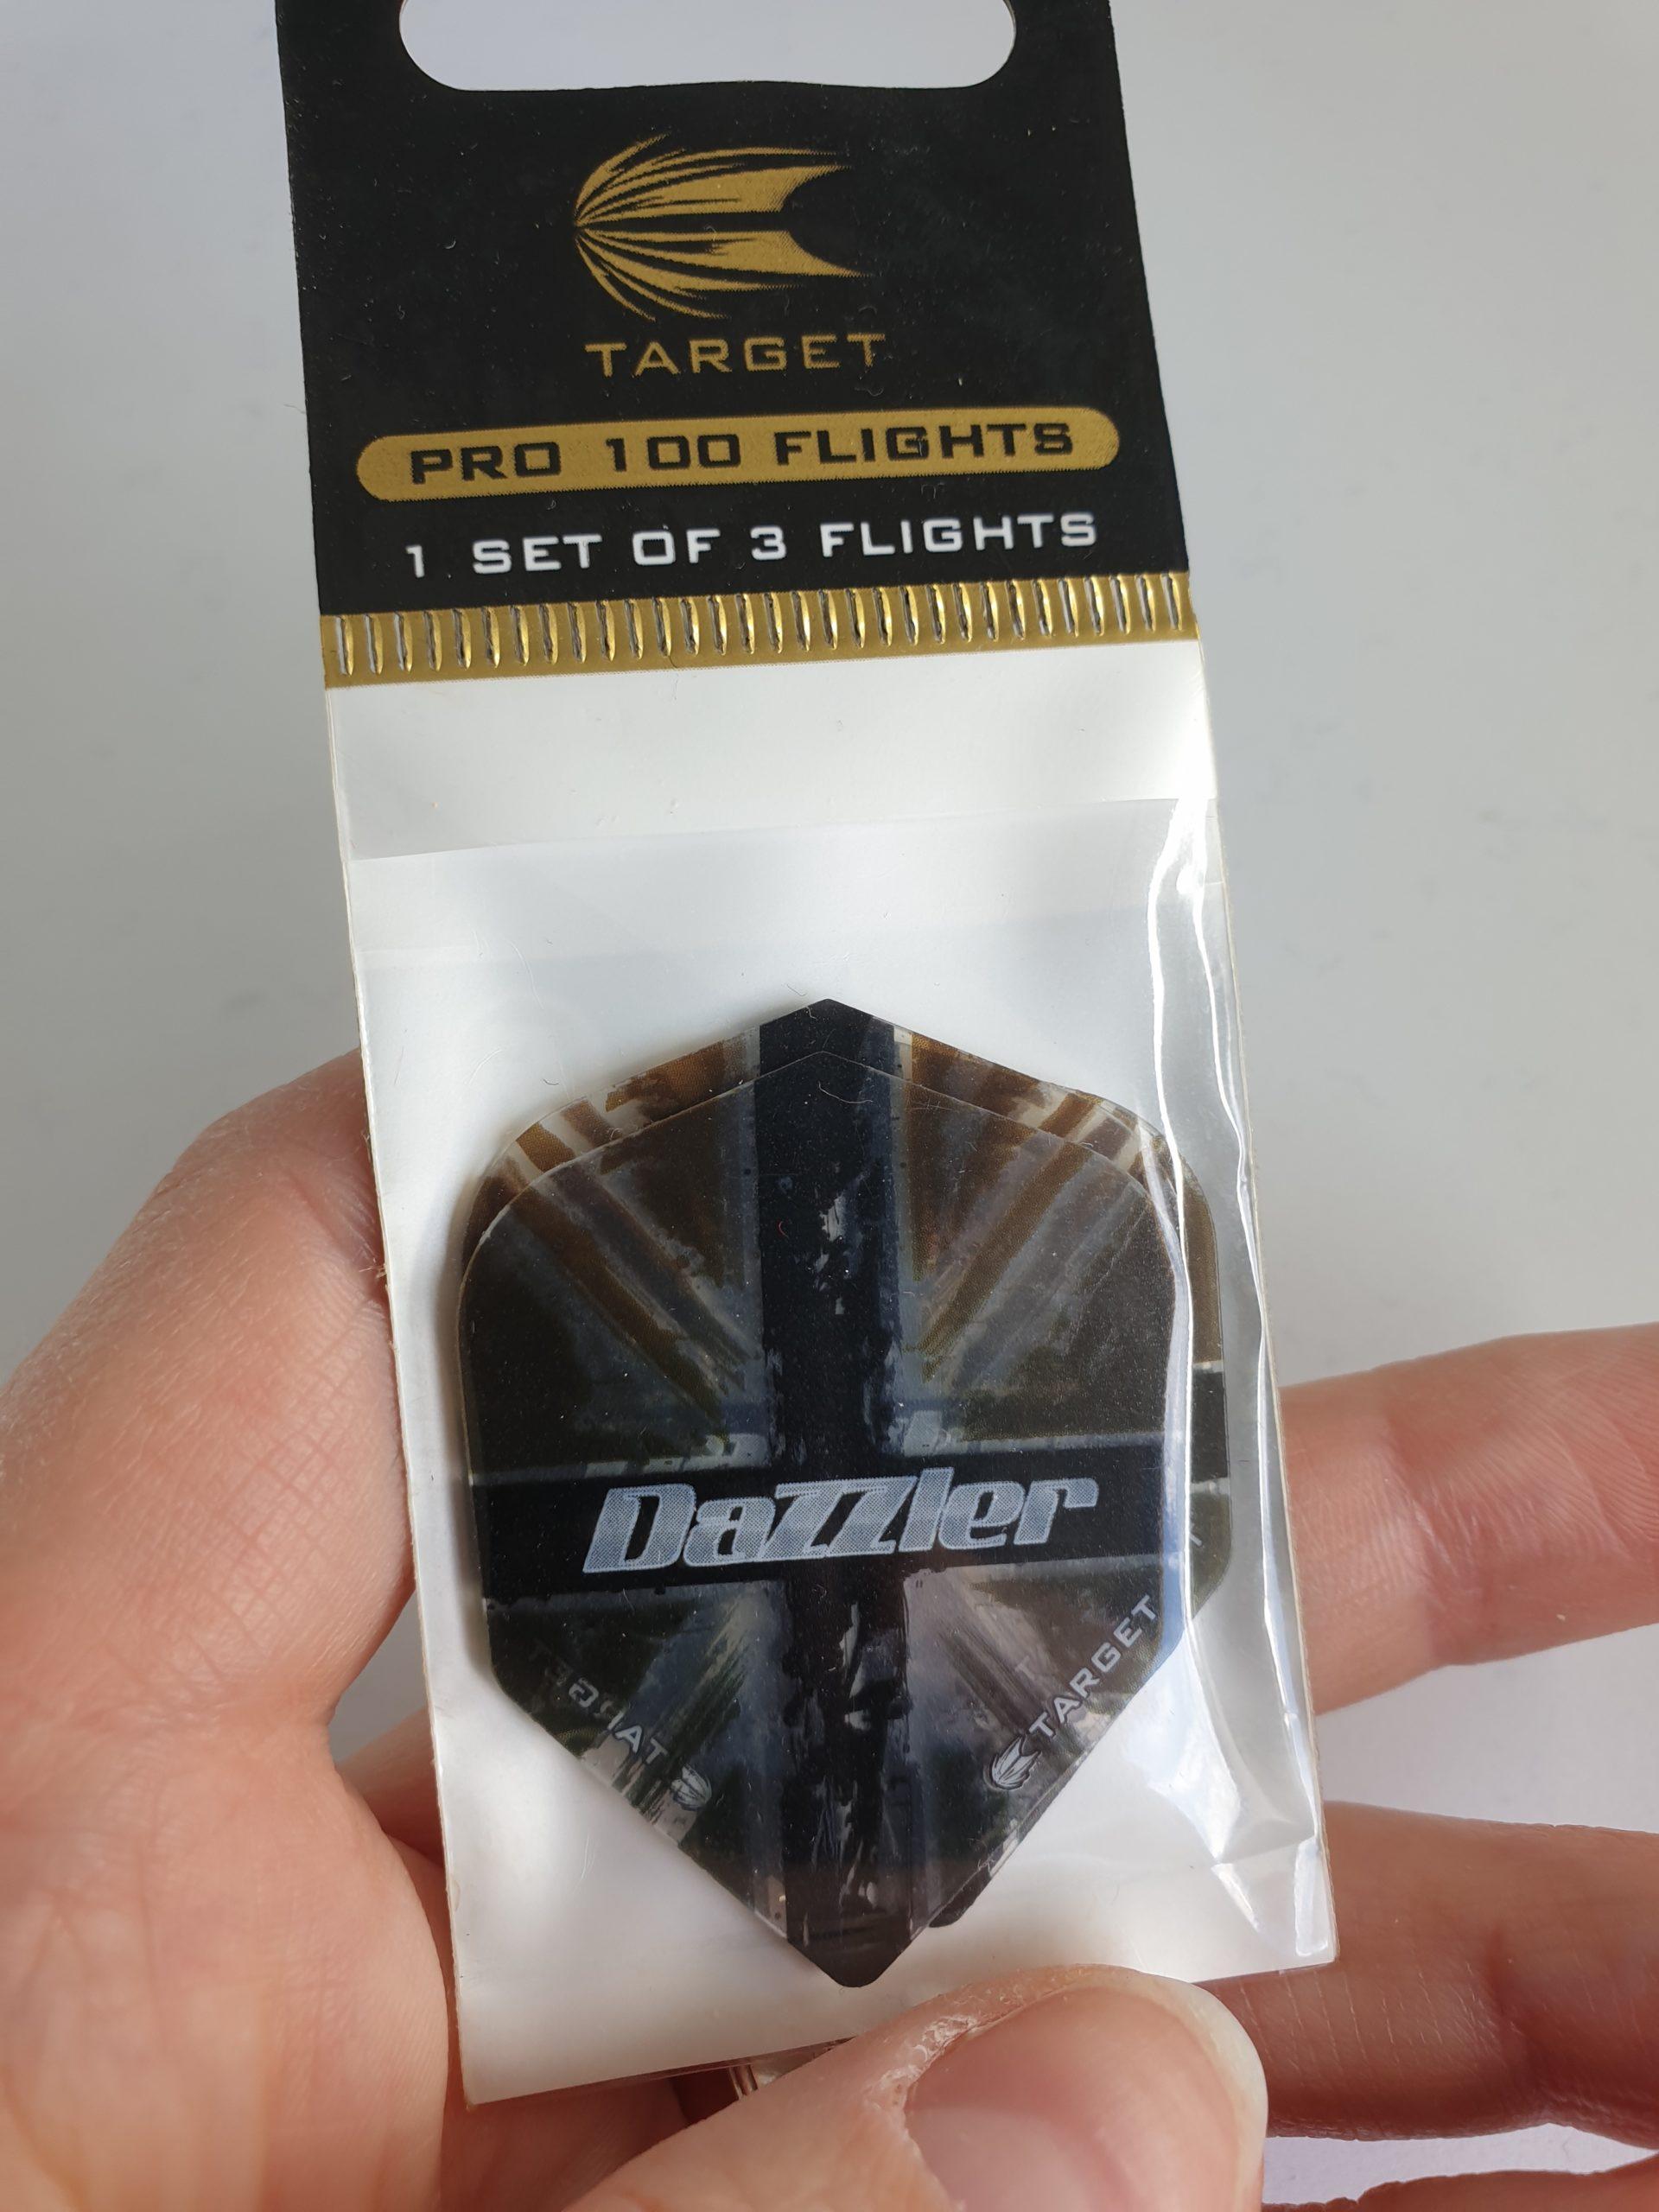 TARGET
PRO 100 FLIGHTS
1 SET OF 3 FLIGHTS
Dazzler
TARGET
TARGET